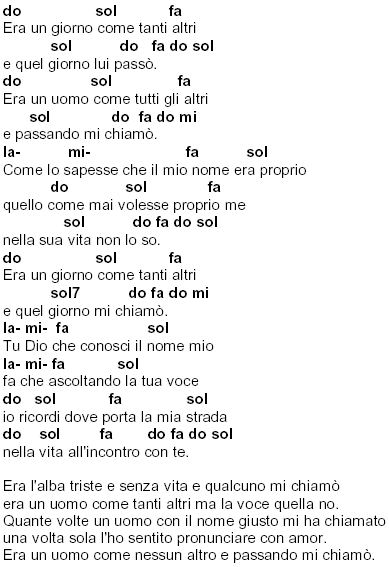 do sol fa
Era un giorno come tanti altri
sol do fa do sol
e quel giorno lui passò.
do sol fa
Era un uomo come tutti gli altri
sol do fa do mi
e passando mi chiamò.
la- mi- fa sol
Come lo sapesse che il mio nome era proprio
do sol fa
quello come mai volesse proprio me
sol do fa do sol
nella sua vita non lo so.
do sol fa
Era un giorno come tanti altri
sol7 do fa do mi
e quel giorno mi chiamò.
la- mi- fa sol
Tu Dio che conosci il nome mio
la- mi- fa sol
fa che ascoltando la tua voce
do sol fa sol
io ricordi dove porta la mia strada
do sol fa do fa do sol
nella vita all'incontro con te.
Era l'alba triste e senza vita e qualcuno mi chiamò
era un uomo come tanti altri ma la voce quella no.
Quante volte un uomo con il nome giusto mi ha chiamato
una volta sola l'ho sentito pronunciare con amor.
Era un uomo come nessun altro e passando mi chiamò.